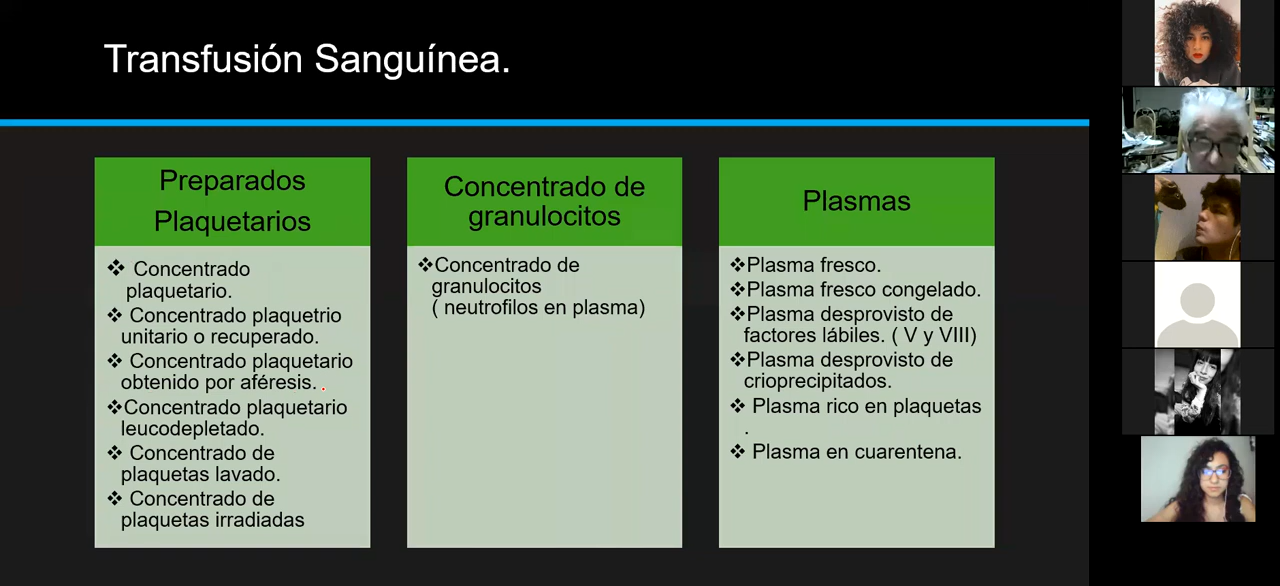 Transfusión Sanguínea.
Preparados
Plaquetarios
❖ Concentrado
plaquetario.
❖ Concentrado plaquetrio
unitario o recuperado.
❖ Concentrado plaquetario
obtenido por aféresis. .
❖Concentrado plaquetario
leucodepletado.
❖ Concentrado de
plaquetas lavado.
❖ Concentrado de
plaquetas irradiadas
Concentrado de
granulocitos
❖Concentrado de
granulocitos
( neutrofilos en plasma)
Plasmas
❖Plasma fresco.
❖Plasma fresco congelado.
❖Plasma desprovisto de
factores lábiles. ( V y VIII)
❖Plasma desprovisto de
crioprecipitados.
❖ Plasma rico en plaquetas
.
❖ Plasma en cuarentena.